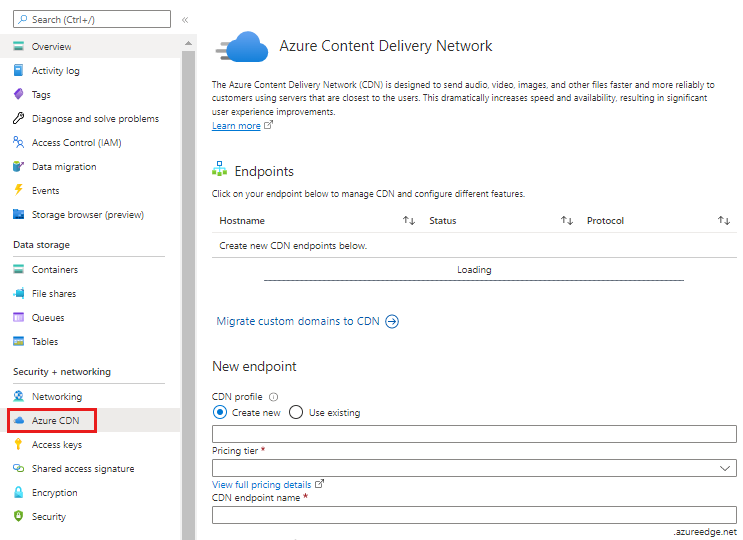 Search (Ctrl+/)
«
Overview
Activity log
Tags
Diagnose and solve problems
Access Control (IAM)
Data migration
Events
Storage browser (preview)
Data storage
Containers
File shares
Queues
Tables
Security + networking
Networking
Azure CDN
Access keys
Shared access signature
Encryption
Security
Azure Content Delivery Network
The Azure Content Delivery Network (CDN) is designed to send audio, video, images, and other files faster and more reliably to
customers using servers that are closest to the users. This dramatically increases speed and availability, resulting in significant
user experience improvements.
Learn more
Endpoints
Click on your endpoint below to manage CDN and configure different features.
Hostname ↑↓ Status ↑↓ Protocol ↑↓
Create new CDN endpoints below.
Loading
Migrate custom domains to CDN
New endpoint
CDN profile
Create new Use existing
Pricing tier *
View full pricing details
CDN endpoint name *
.azureedge.net